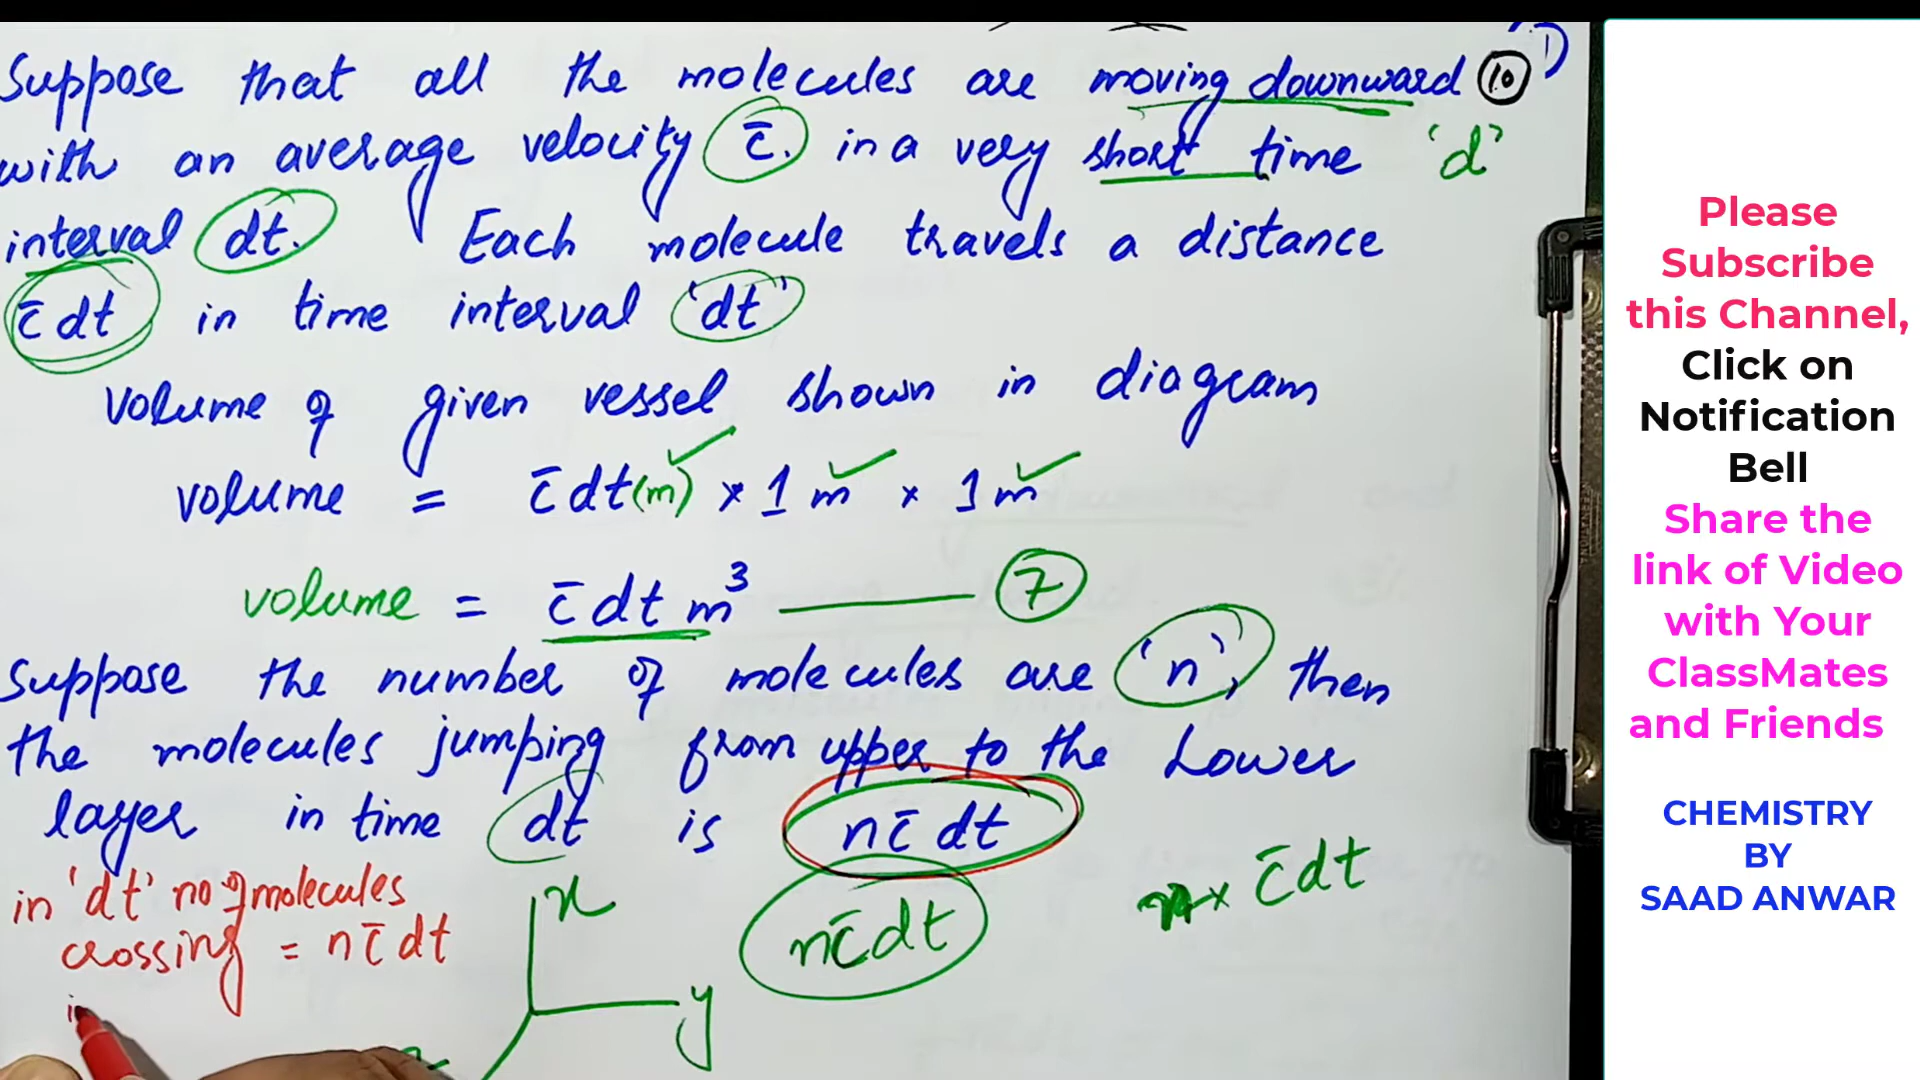 Suppose that all the molecules are moving downward 10
with an average velocity c̄. in a very short time 'd'
interval dt. Each molecule travels a distance
c̄ dt in time interval 'dt'
Volume of given vessel shown in diagram
volume = c̄ dt(m) × 1 m × 1 m
volume = c̄ dt m³ 7
Suppose the number of molecules are 'n', then
the molecules jumping from upper to the Lower
layer in time dt is n c̄ dt
in 'dt' no of molecules
crossing = n c̄ dt
x
y
n c̄ dt
n × c̄ dt
Please
Subscribe
this Channel,
Click on
Notification
Bell
Share the
link of Video
with Your
ClassMates
and Friends
CHEMISTRY
BY
SAAD ANWAR